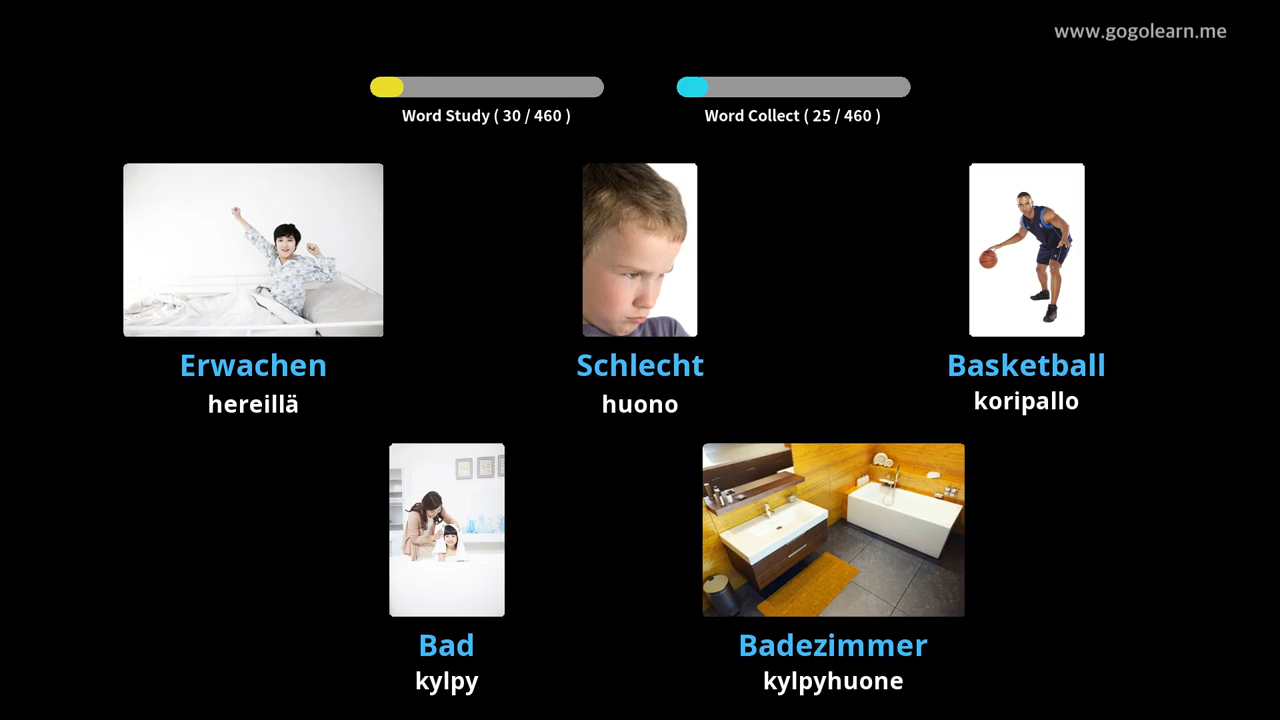 www.gogolearn.me
Word Study ( 30 / 460 )
Word Collect ( 25 / 460 )
Erwachen
hereillä
Schlecht
huono
Basketball
koripallo
Bad
kylpy
Badezimmer
kylpyhuone